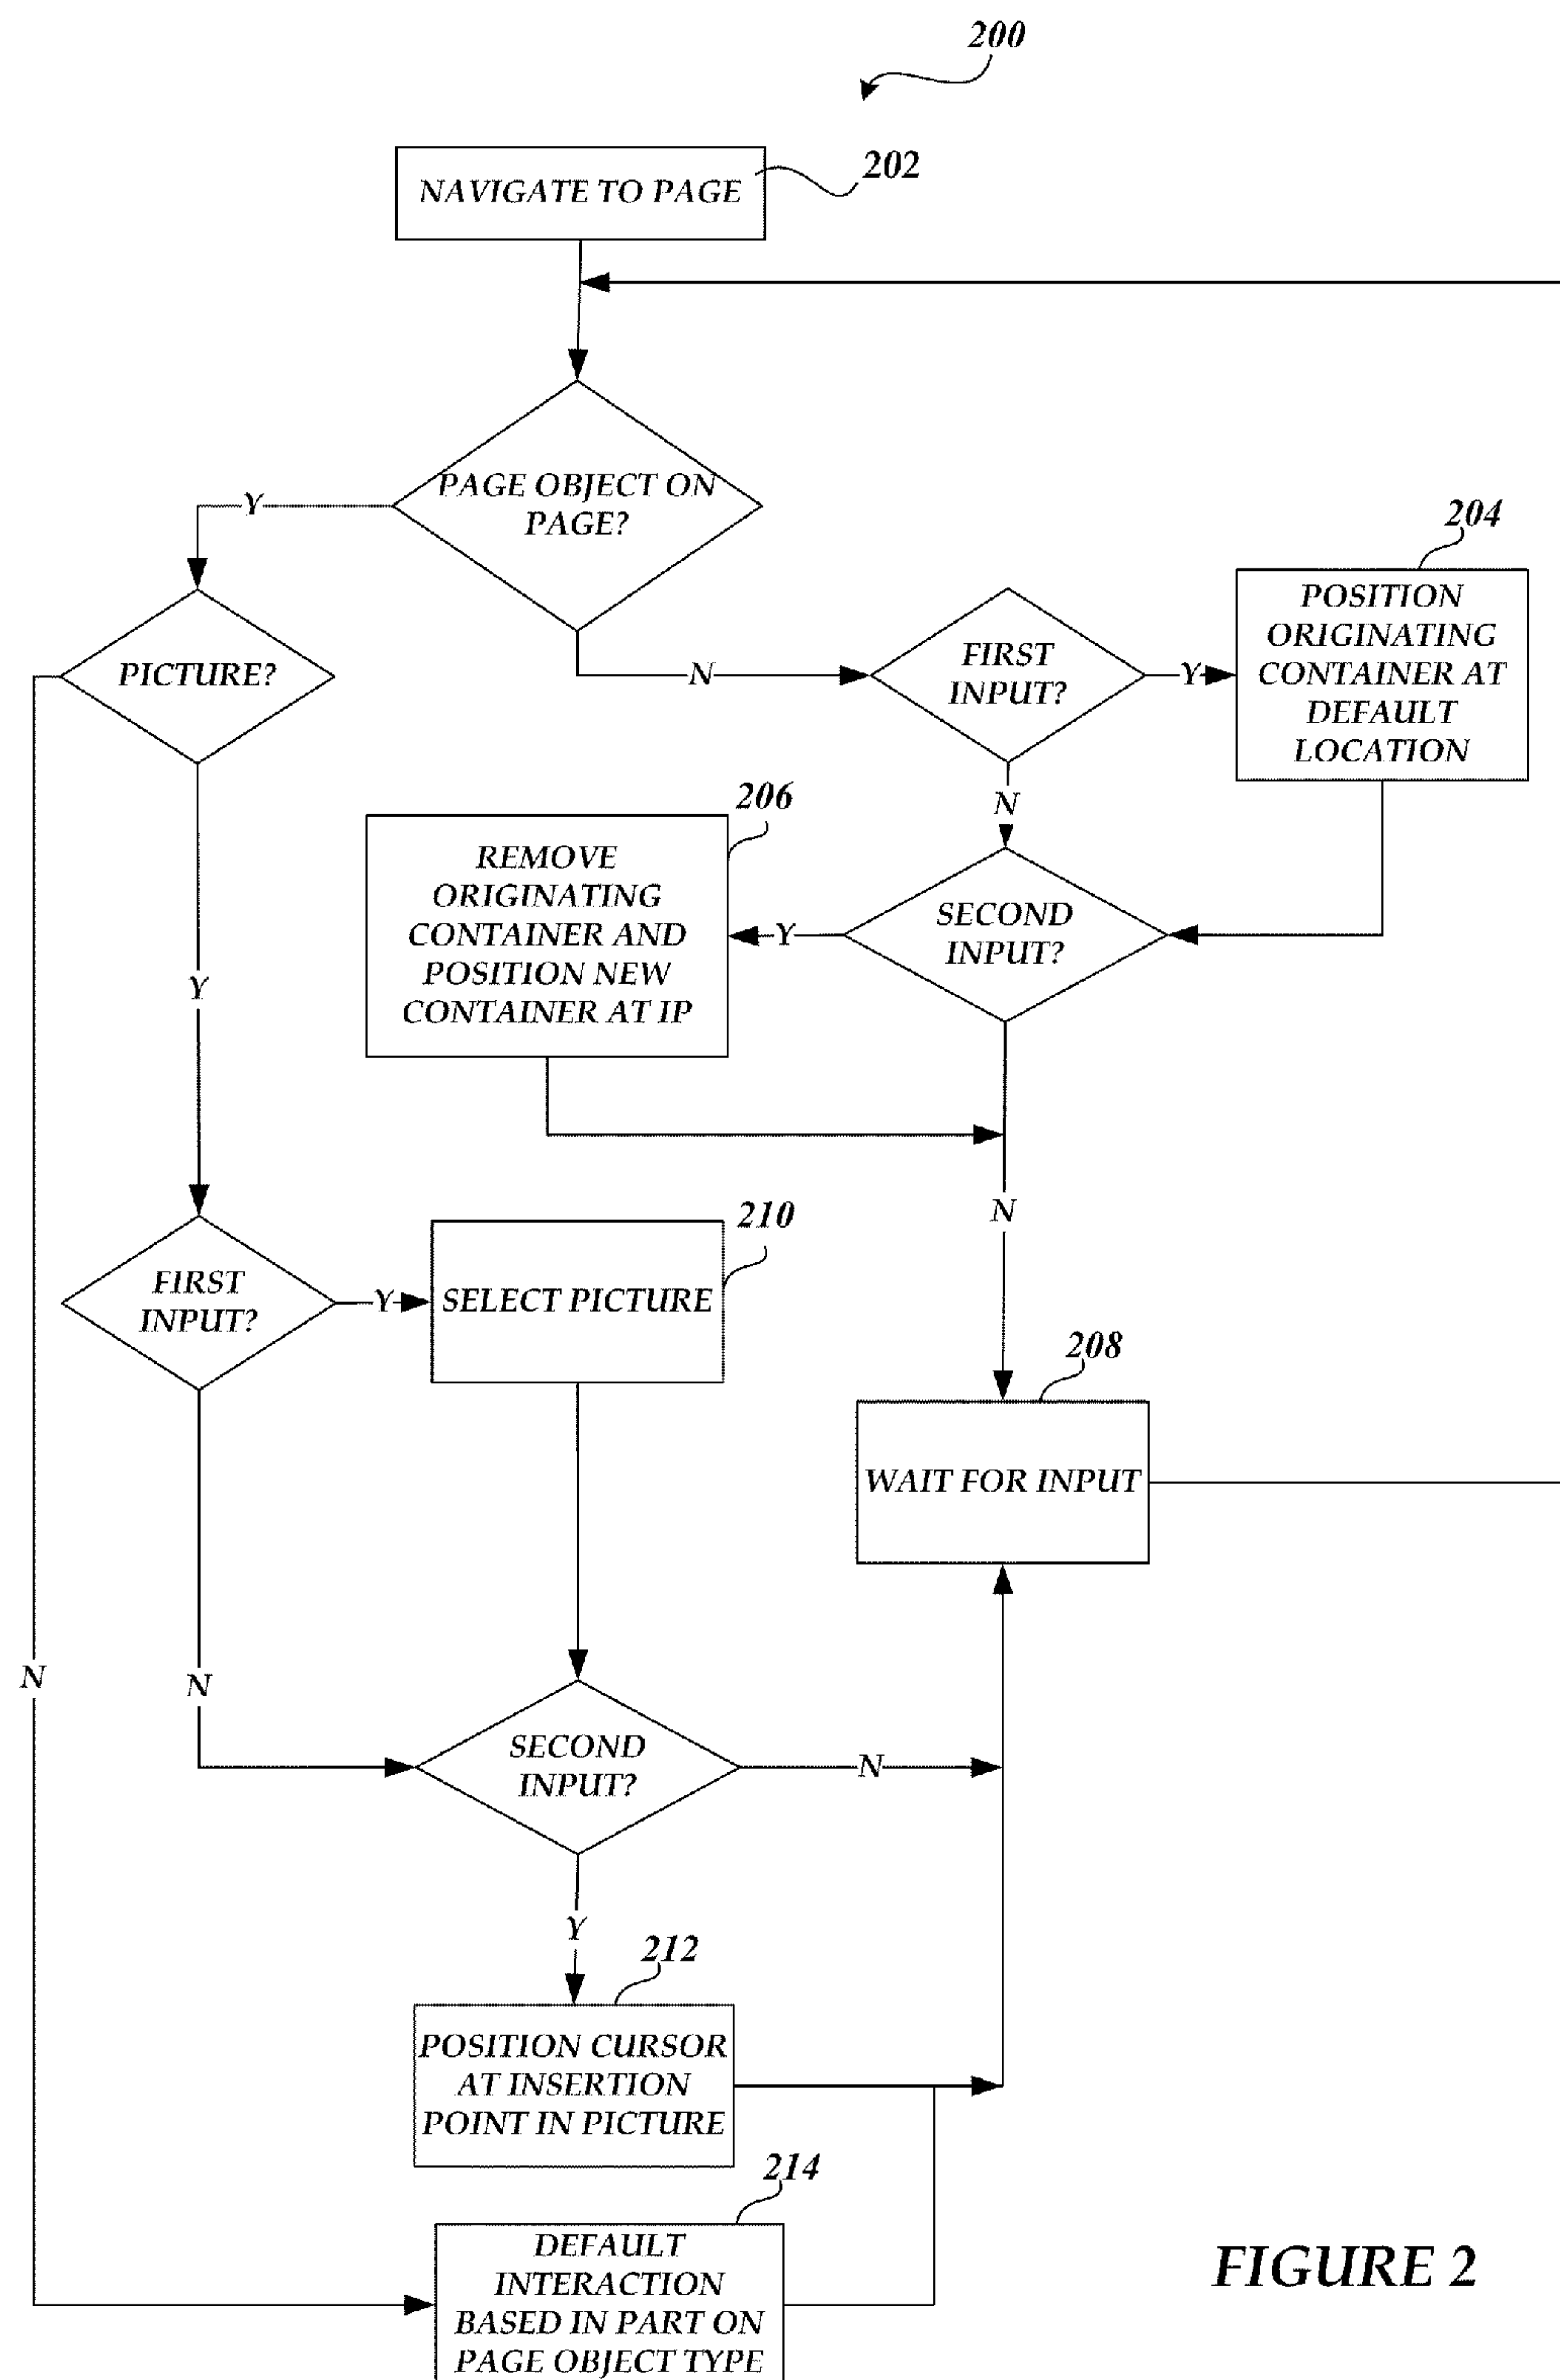 200
202
NAVIGATE TO PAGE
PAGE OBJECT ON
PAGE?
Y
N
204
POSITION
ORIGINATING
CONTAINER AT
DEFAULT
LOCATION
FIRST
INPUT?
Y
N
PICTURE?
Y
206
REMOVE
ORIGINATING
CONTAINER AND
POSITION NEW
CONTAINER AT IP
SECOND
INPUT?
Y
N
210
FIRST
INPUT?
Y
SELECT PICTURE
208
WAIT FOR INPUT
N
N
SECOND
INPUT?
N
Y
212
POSITION CURSOR
AT INSERTION
POINT IN PICTURE
214
DEFAULT
INTERACTION
BASED IN PART ON
PAGE OBJECT TYPE
FIGURE 2